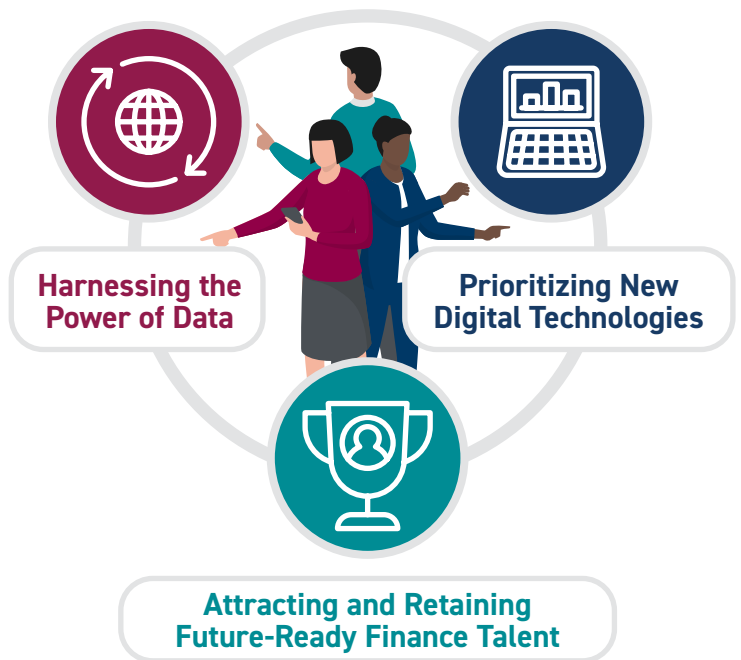 Harnessing the
Power of Data
Prioritizing New
Digital Technologies
Attracting and Retaining
Future-Ready Finance Talent